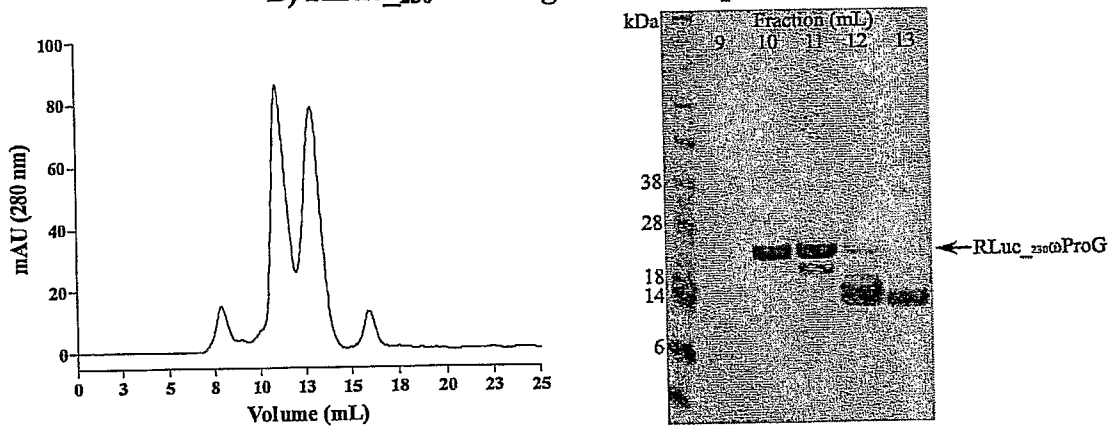 mAU (280 nm)
100
80
60
40
20
0
0 3 5 8 10 13 15 18 20 23 25
Volume (mL)
kDa
Fraction (mL)
9 10 11 12 13
38
28
18
14
6
RLuc_₂₃₀ωProG